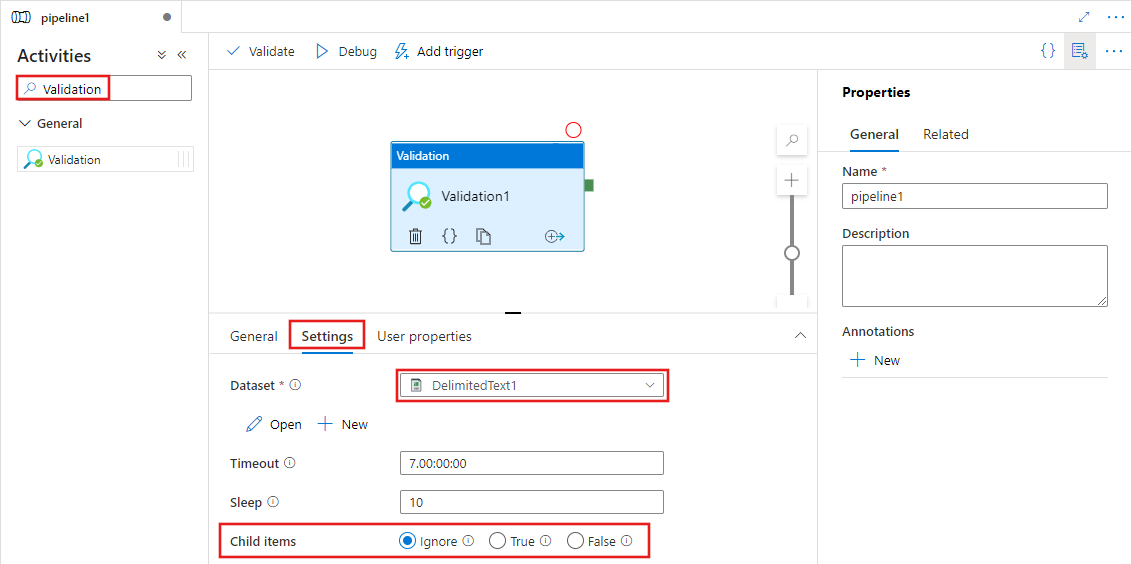 pipeline1
Activities
Validation
General
Validation
Validate Debug Add trigger
Validation
Validation1
General Settings User properties
Dataset * DelimitedText1
Open New
Timeout 7.00:00:00
Sleep 10
Child items Ignore True False
Properties
General Related
Name *
pipeline1
Description
Annotations
New